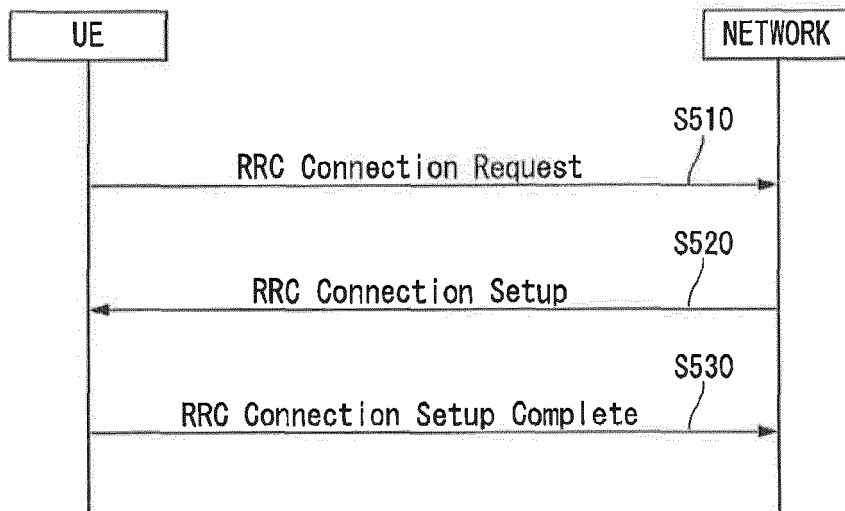 UE
NETWORK
S510
RRC Connection Request
S520
RRC Connection Setup
S530
RRC Connection Setup Complete